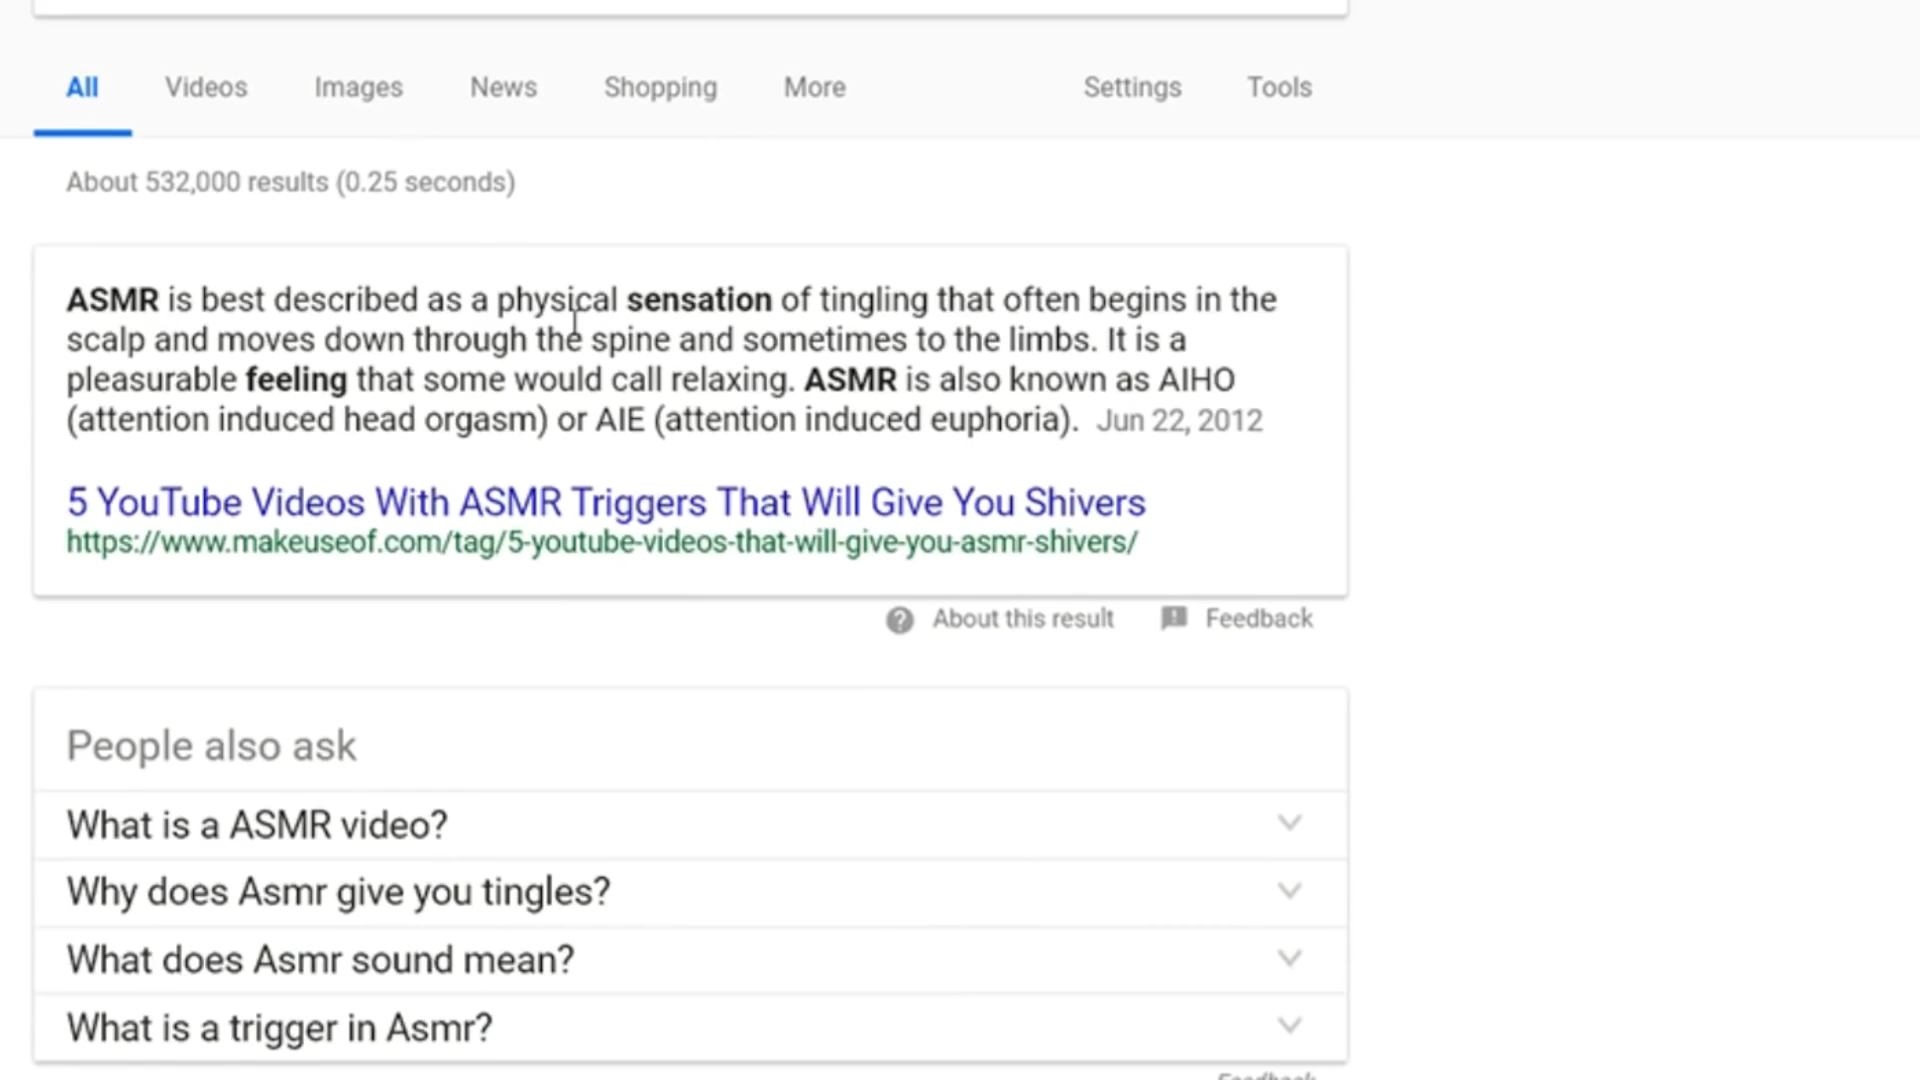 All Videos Images News Shopping More Settings Tools
About 532,000 results (0.25 seconds)
ASMR is best described as a physical sensation of tingling that often begins in the
scalp and moves down through the spine and sometimes to the limbs. It is a
pleasurable feeling that some would call relaxing. ASMR is also known as AIHO
(attention induced head orgasm) or AIE (attention induced euphoria). Jun 22, 2012
5 YouTube Videos With ASMR Triggers That Will Give You Shivers
https://www.makeuseof.com/tag/5-youtube-videos-that-will-give-you-asmr-shivers/
About this result Feedback
People also ask
What is a ASMR video?
Why does Asmr give you tingles?
What does Asmr sound mean?
What is a trigger in Asmr?
Feedback